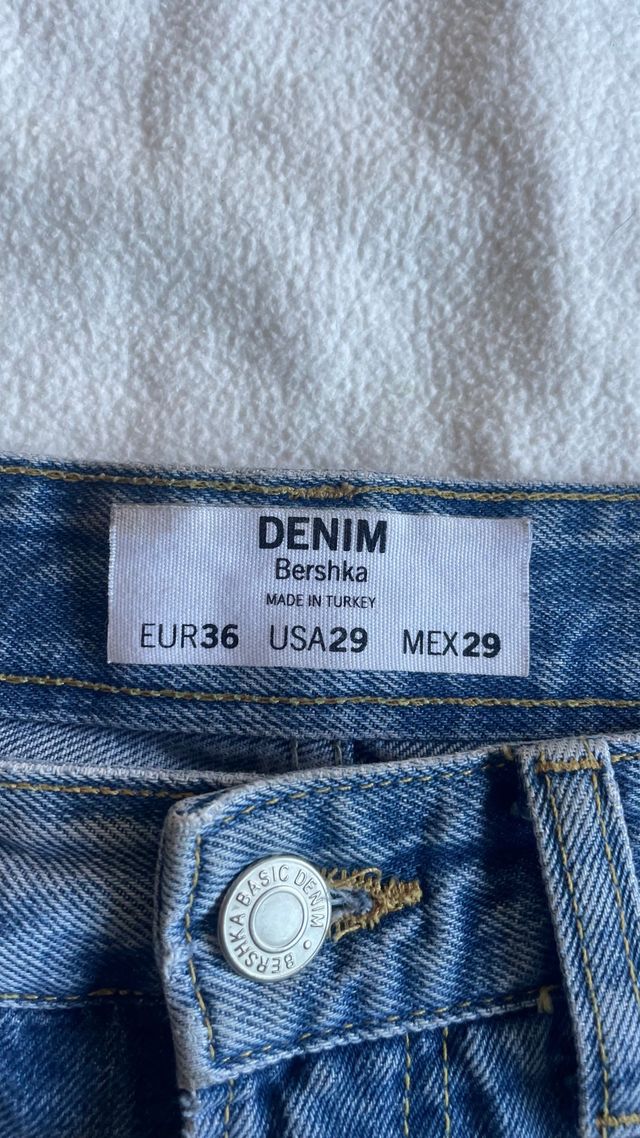 DENIM
Bershka
MADE IN TURKEY
EUR36 USA29 MEX29
BERSHKA BASIC DENIM •